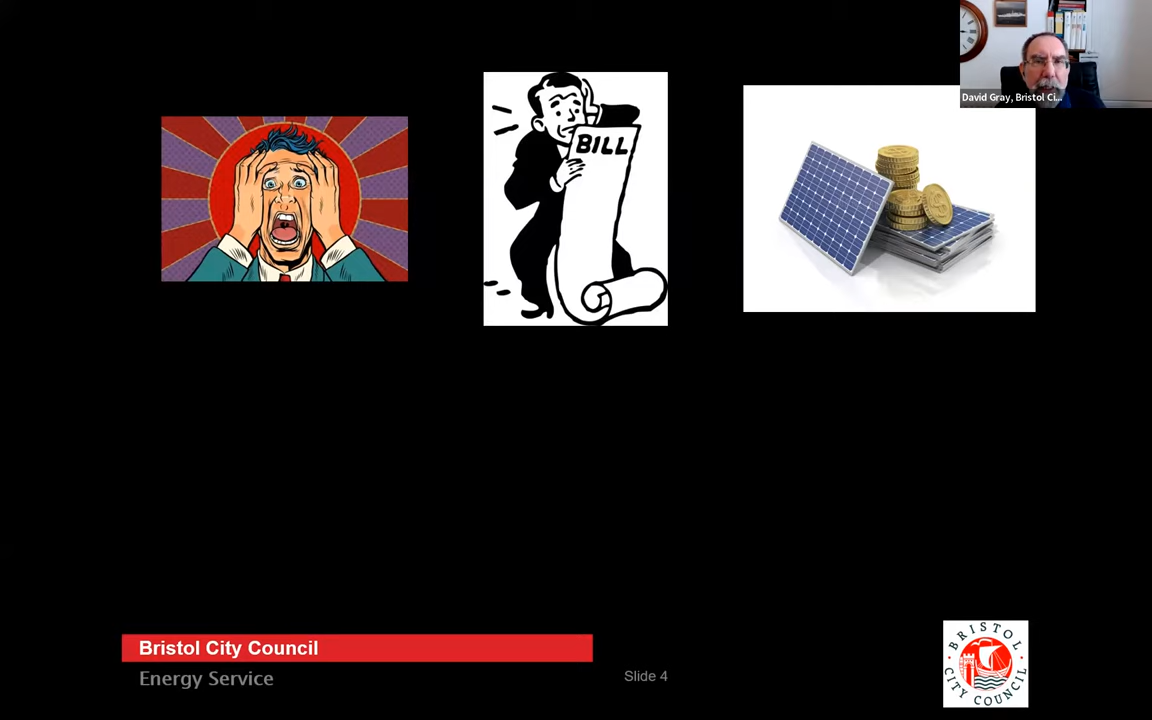 David Gray, Bristol Ci...
BILL
Bristol City Council
Energy Service
Slide 4
BRISTOL
CITY COUNCIL